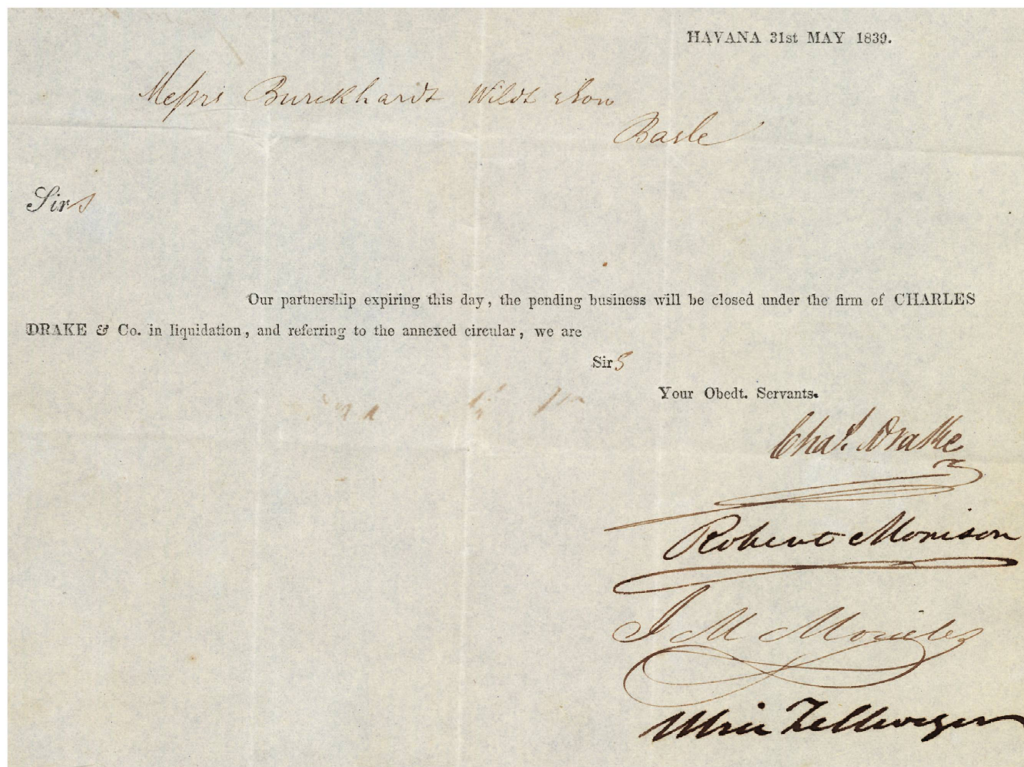 HAVANA 31st MAY 1839.
Messrs Burckhardt Wildt & Son
Basle
Sirs
Our partnership expiring this day, the pending business will be closed under the firm of CHARLES
DRAKE & Co. in liquidation, and referring to the annexed circular, we are
Sirs
Your Obedt. Servants.
Chas. Drake
Robert Morrison
J M Morales
Ulric Zellweger